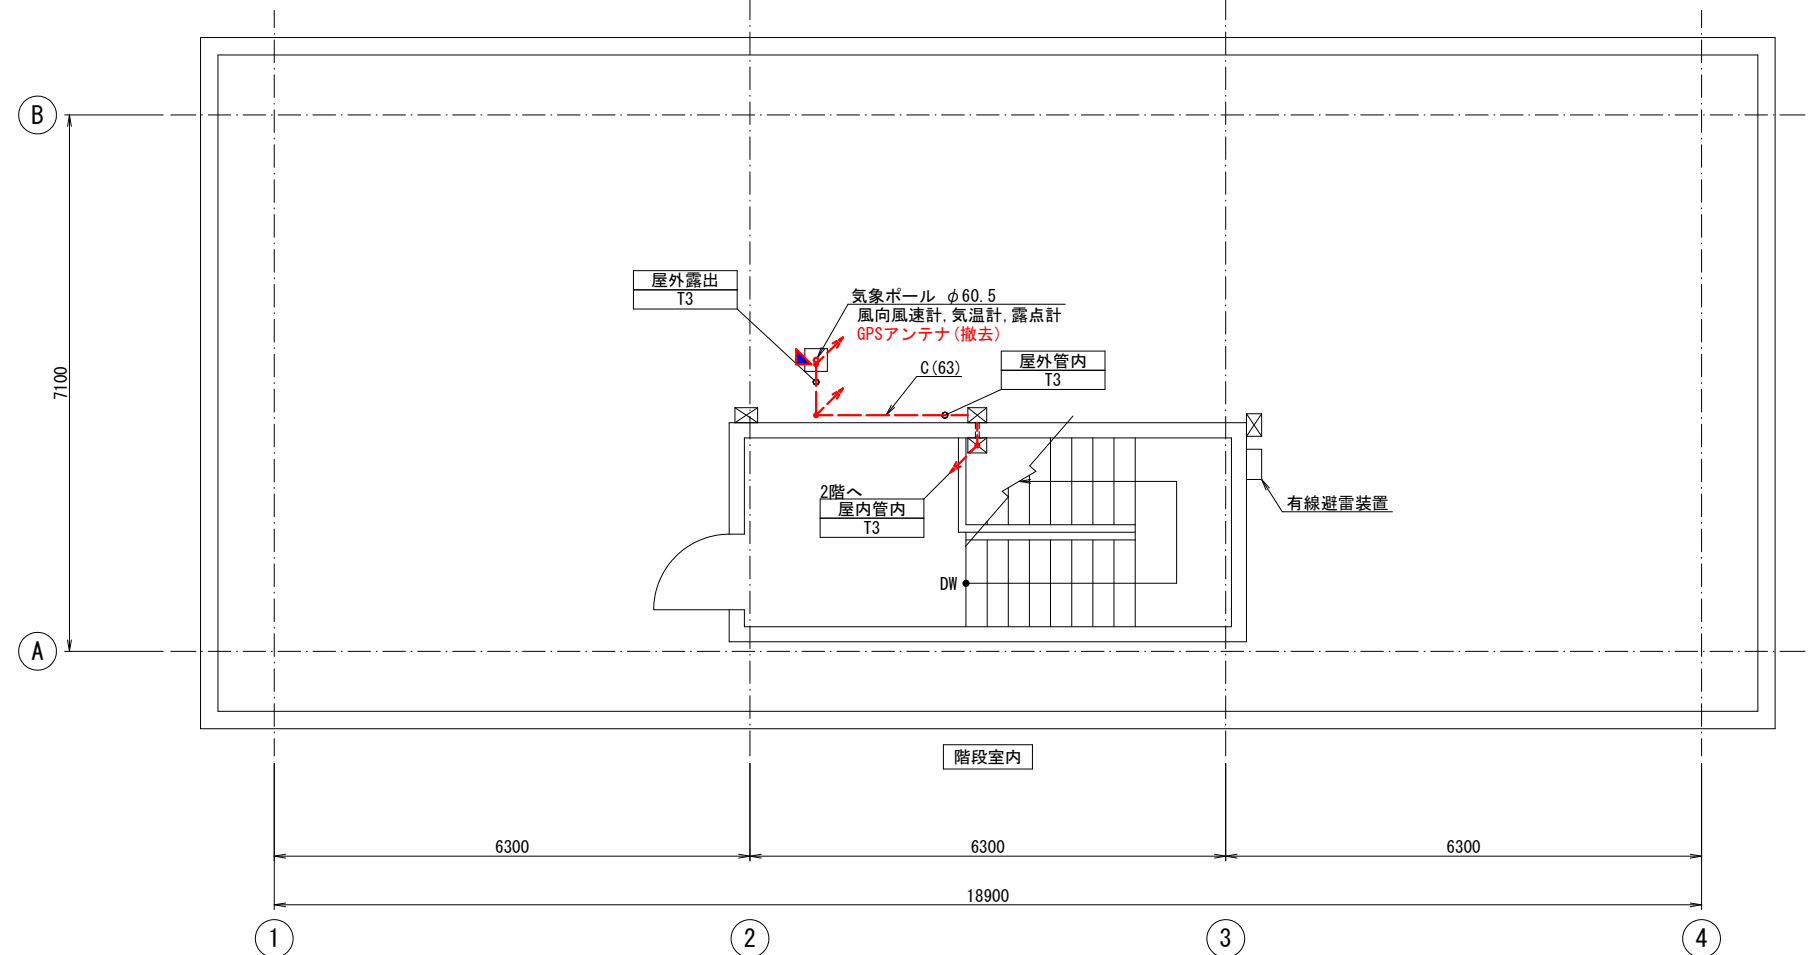 B
屋外露出
T3
気象ポール φ60.5
風向風速計,気温計,露点計
GPSアンテナ(撤去)
屋外管内
T3
C(63)
7100
2階へ
屋内管内
T3
有線避雷装置
DW
A
階段室内
6300
6300
6300
18900
1
2
3
4